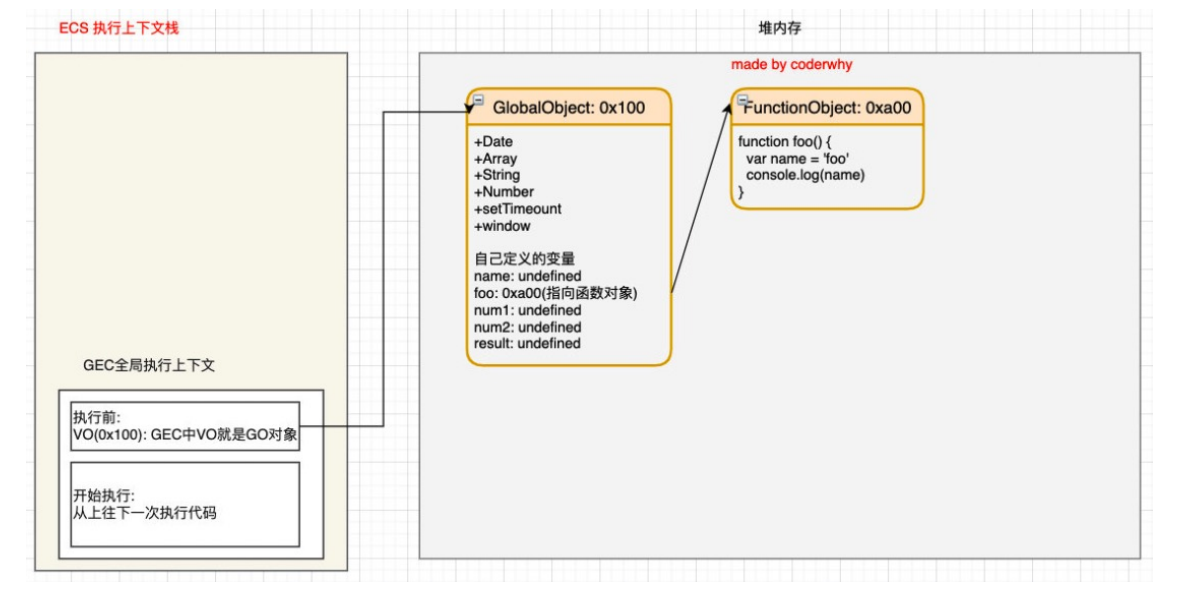 ECS 执行上下文栈
堆内存
made by coderwhy
GlobalObject: 0x100
+Date
+Array
+String
+Number
+setTimeount
+window
自己定义的变量
name: undefined
foo: 0xa00(指向函数对象)
num1: undefined
num2: undefined
result: undefined
FunctionObject: 0xa00
function foo() {
var name = 'foo'
console.log(name)
}
GEC全局执行上下文
执行前:
VO(0x100): GEC中VO就是GO对象
开始执行:
从上往下一次执行代码